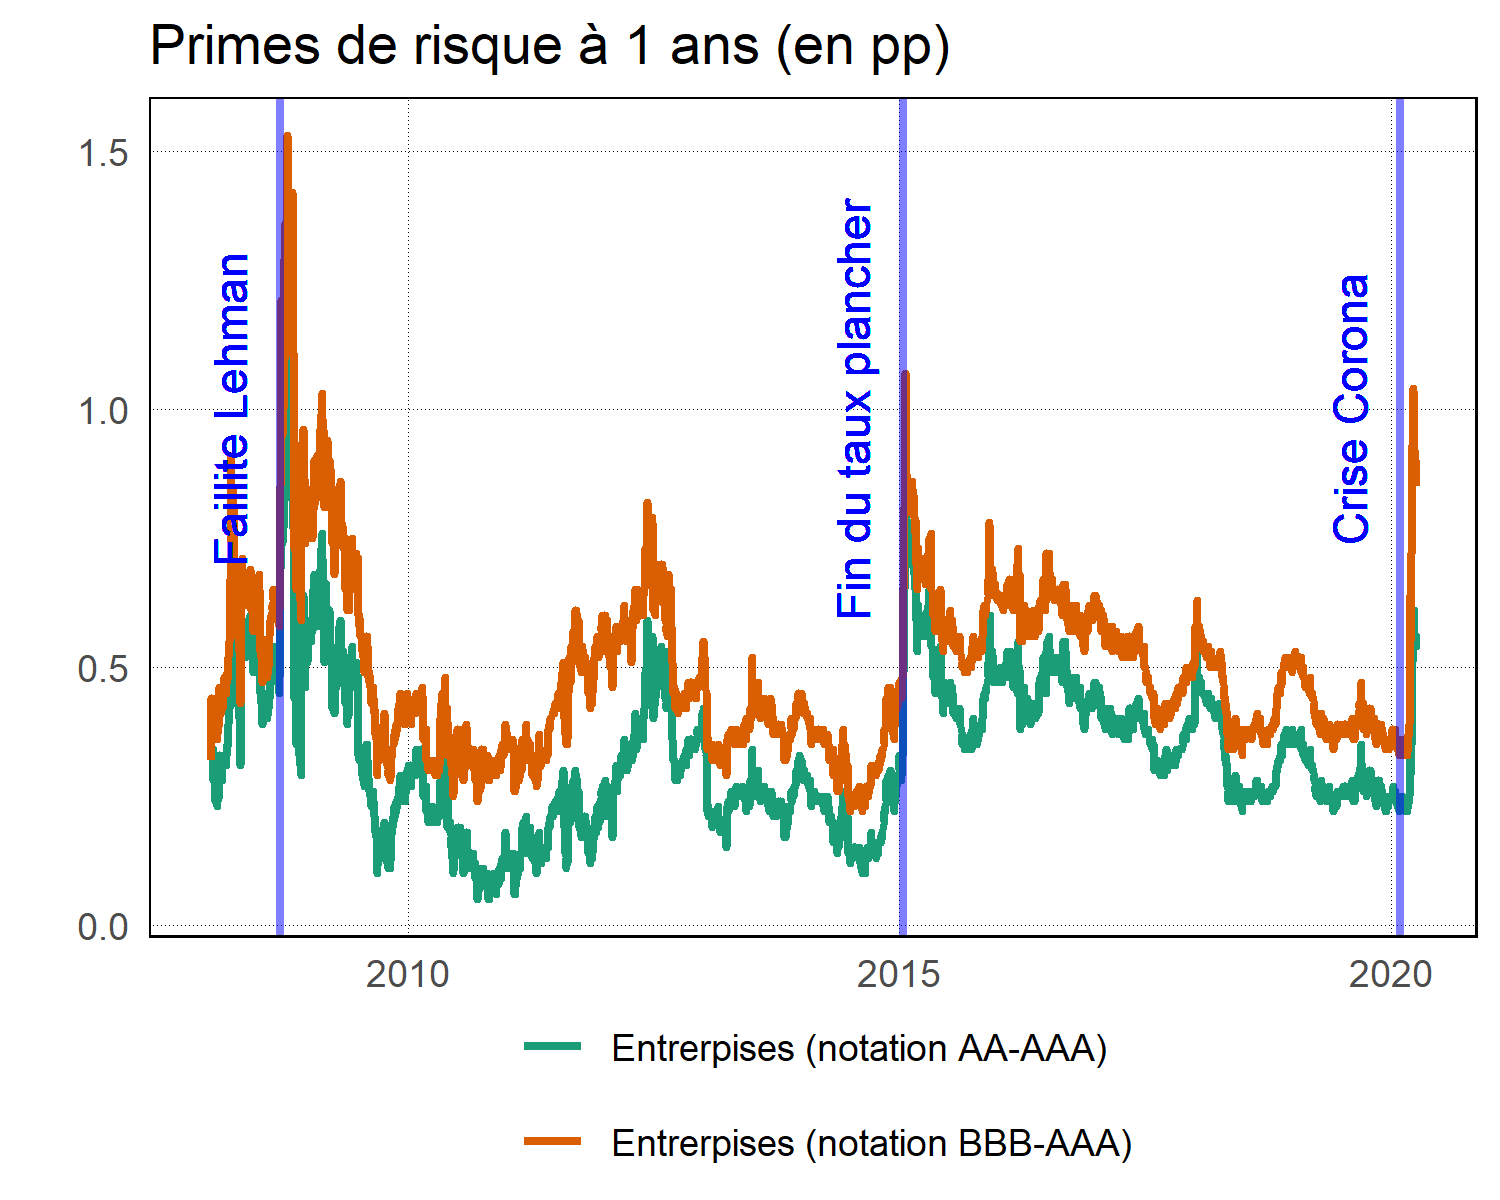 Primes de risque à 1 ans (en pp)
1.5
1.0
0.5
0.0
Faillite Lehman
Fin du taux plancher
Crise Corona
2010
2015
2020
Entrerpises (notation AA-AAA)
Entrerpises (notation BBB-AAA)